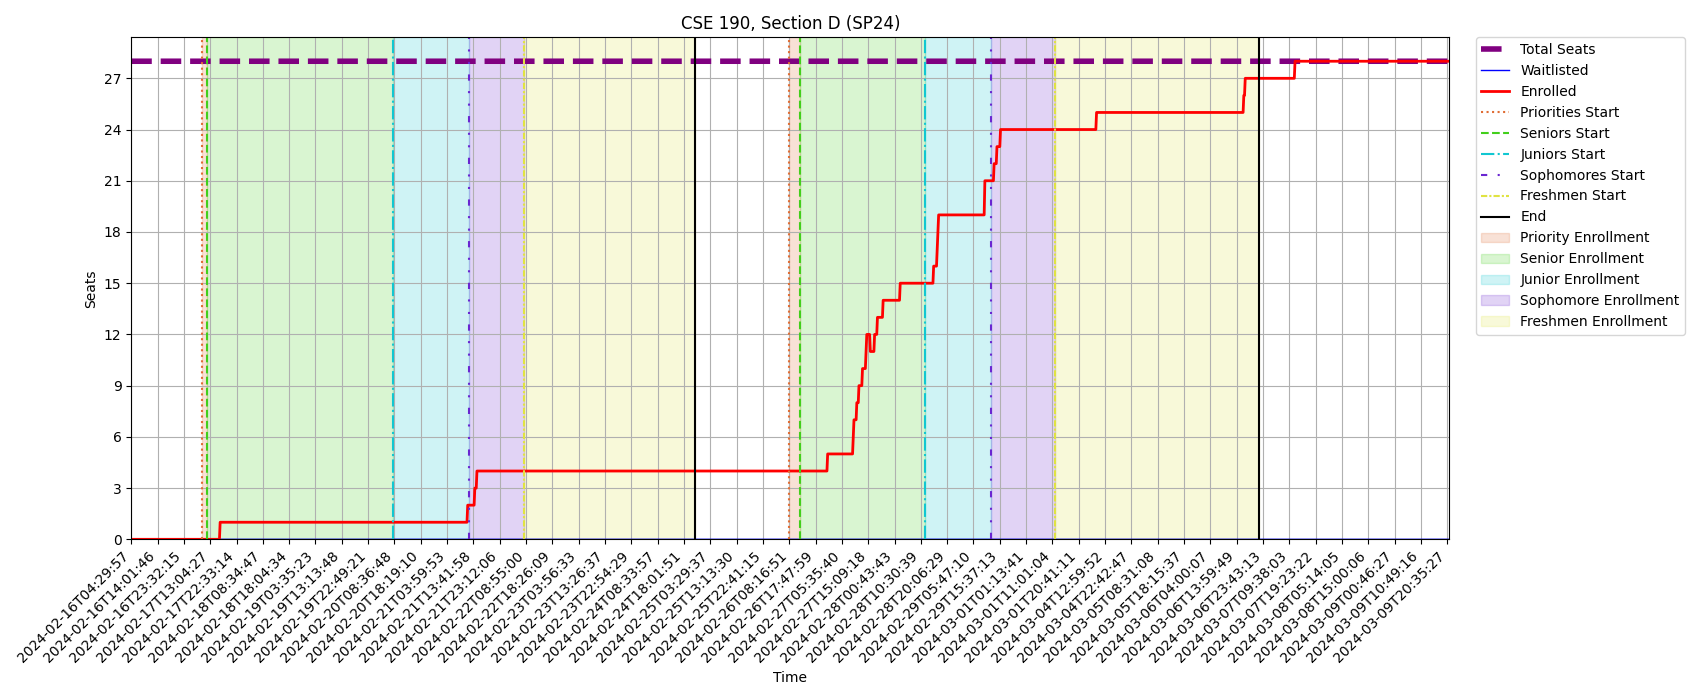 CSE 190, Section D (SP24)
Seats
27
24
21
18
15
12
9
6
3
0
2024-02-16T04:29:57
2024-02-16T14:01:46
2024-02-16T23:32:15
2024-02-17T13:04:27
2024-02-17T22:33:14
2024-02-18T08:34:47
2024-02-18T18:04:34
2024-02-19T03:35:23
2024-02-19T13:13:48
2024-02-19T22:49:21
2024-02-20T08:36:48
2024-02-20T18:19:10
2024-02-21T03:59:53
2024-02-21T13:41:58
2024-02-21T23:12:06
2024-02-22T08:55:00
2024-02-22T18:26:09
2024-02-23T03:56:33
2024-02-23T13:26:37
2024-02-23T22:54:29
2024-02-24T08:33:57
2024-02-24T18:01:51
2024-02-25T03:29:37
2024-02-25T13:13:30
2024-02-25T22:41:15
2024-02-26T08:16:51
2024-02-26T17:47:59
2024-02-27T05:35:40
2024-02-27T15:09:18
2024-02-28T00:43:43
2024-02-28T10:30:39
2024-02-28T20:06:29
2024-02-29T05:47:10
2024-02-29T15:37:13
2024-03-01T01:13:41
2024-03-01T11:01:04
2024-03-01T20:41:11
2024-03-04T12:59:52
2024-03-04T22:42:47
2024-03-05T08:31:08
2024-03-05T18:15:37
2024-03-06T04:00:07
2024-03-06T13:59:49
2024-03-06T23:43:13
2024-03-07T09:38:03
2024-03-07T19:23:22
2024-03-08T05:14:05
2024-03-08T15:00:06
2024-03-09T00:46:27
2024-03-09T10:49:16
2024-03-09T20:35:27
Time
Total Seats
Waitlisted
Enrolled
Priorities Start
Seniors Start
Juniors Start
Sophomores Start
Freshmen Start
End
Priority Enrollment
Senior Enrollment
Junior Enrollment
Sophomore Enrollment
Freshmen Enrollment